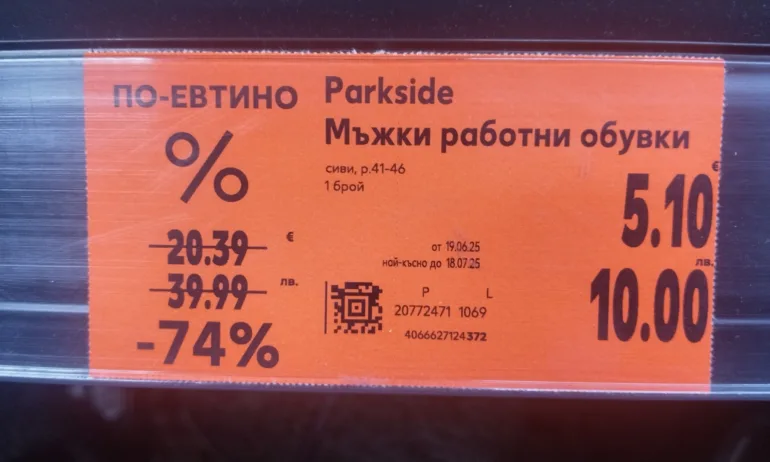 ПО-ЕВТИНО
%
20.39 €
39.99 лв.
-74%
Parkside
Мъжки работни обувки
сиви, р.41-46
1 брой
5.10 €
10.00 лв.
от 19.06.25
най-късно до 18.07.25
P L
20772471 1069
4066627124372